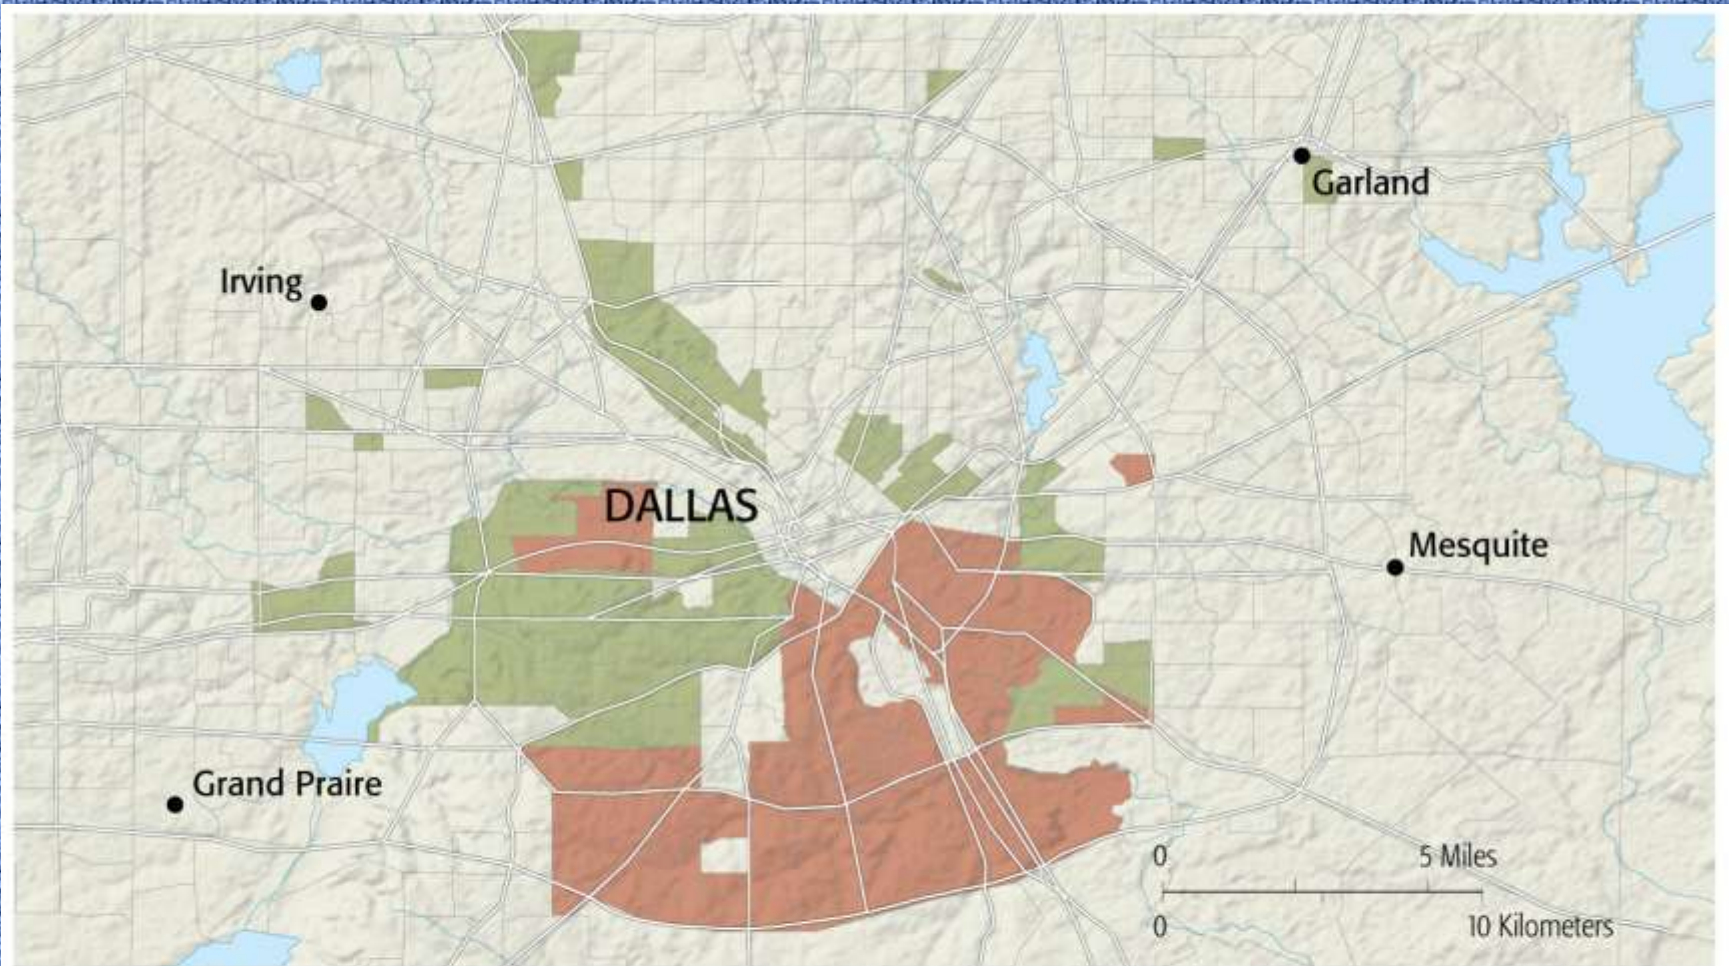 Garland
Irving
DALLAS
Mesquite
Grand Praire
0 5 Miles
0 10 Kilometers